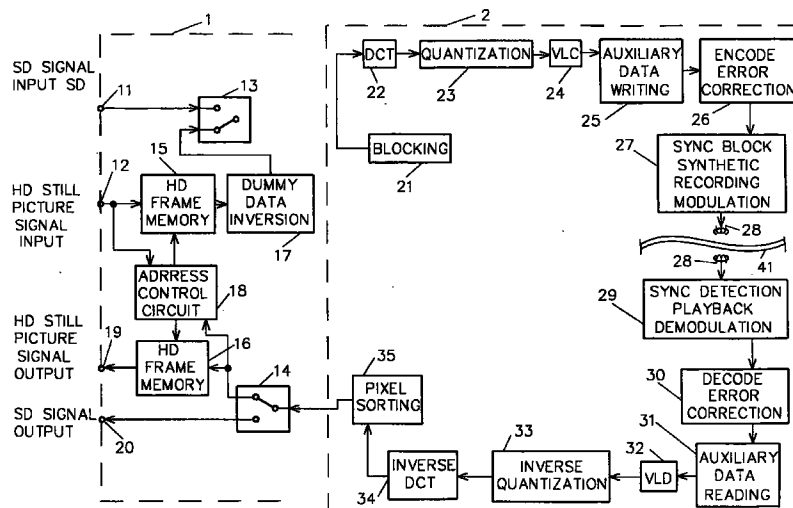 1
2
SD SIGNAL
INPUT SD
11
13
DCT
22
QUANTIZATION
23
VLC
24
AUXILIARY
DATA
WRITING
25
ENCODE
ERROR
CORRECTION
26
BLOCKING
21
27
SYNC BLOCK
SYNTHETIC
RECORDING
MODULATION
12
HD STILL
PICTURE
SIGNAL
INPUT
15
HD
FRAME
MEMORY
DUMMY
DATA
INVERSION
17
28
28
41
ADRRESS
CONTROL
CIRCUIT
18
29
SYNC DETECTION
PLAYBACK
DEMODULATION
HD STILL
PICTURE
SIGNAL
OUTPUT
19
HD
FRAME
MEMORY
16
14
35
PIXEL
SORTING
30
DECODE
ERROR
CORRECTION
SD SIGNAL
OUTPUT
20
INVERSE
DCT
34
33
INVERSE
QUANTIZATION
32
VLD
31
AUXILIARY
DATA
READING